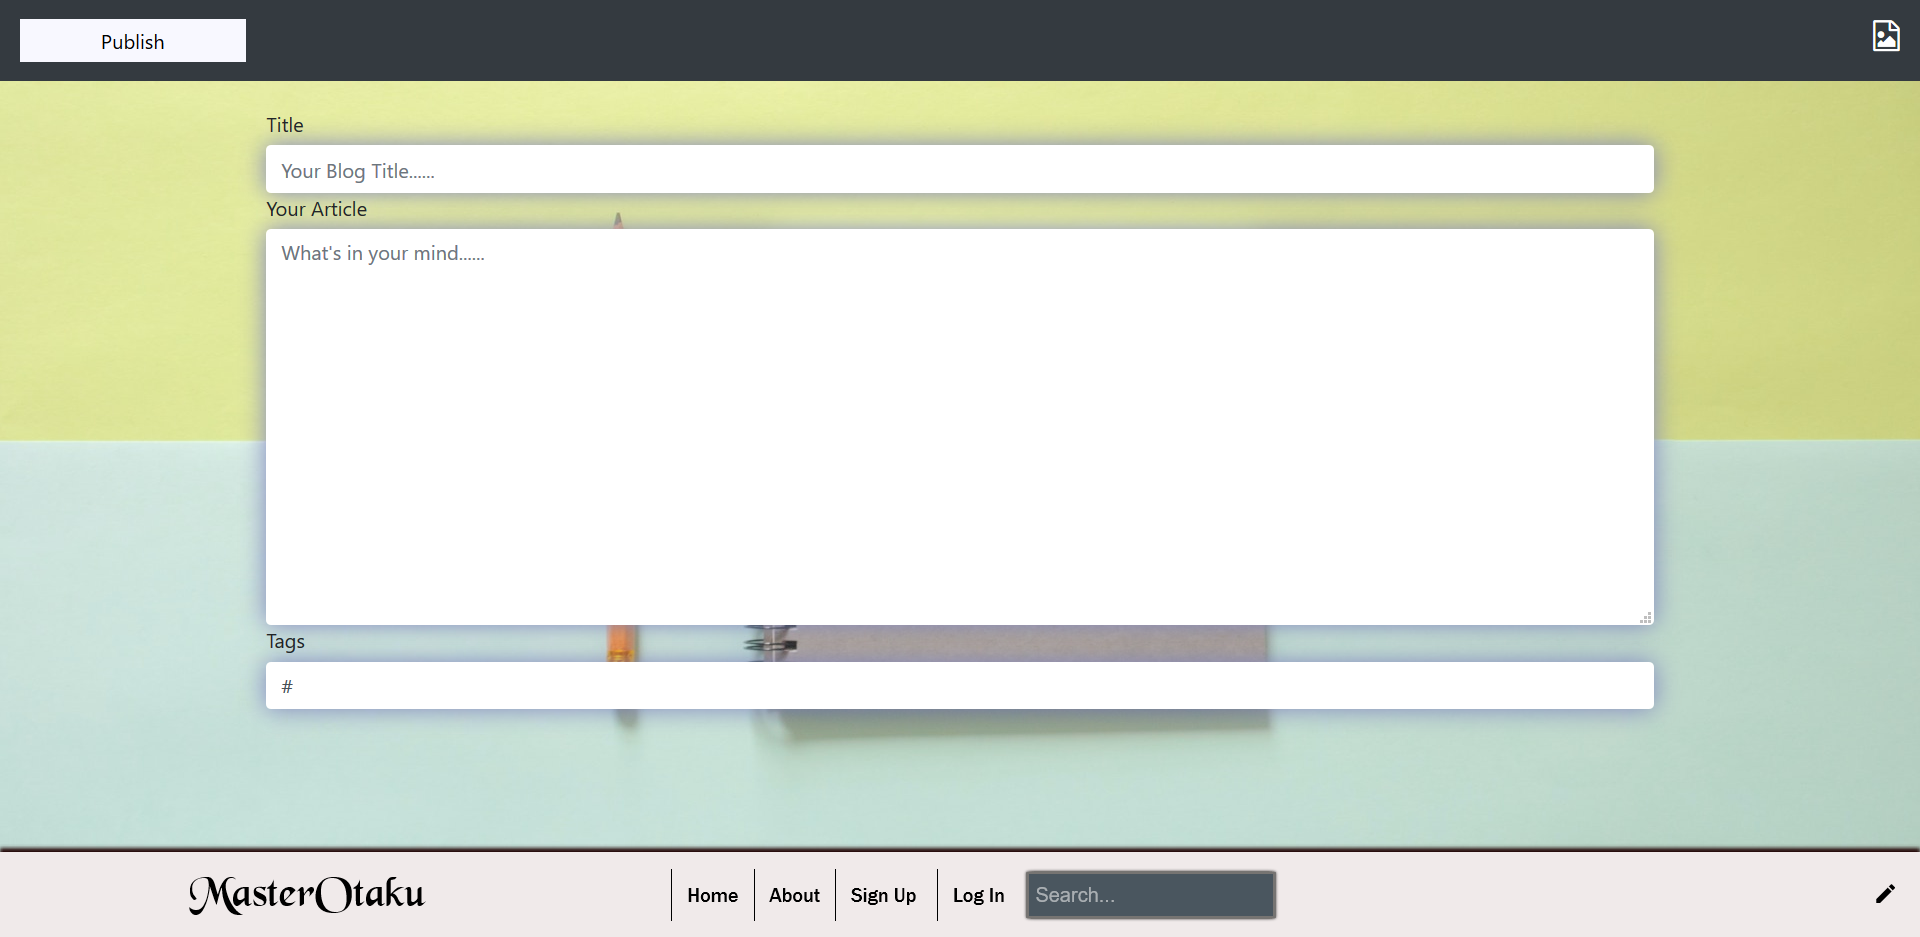 Publish
Title
Your Blog Title......
Your Article
What's in your mind......
Tags
#
MasterOtaku
Home
About
Sign Up
Log In
Search...